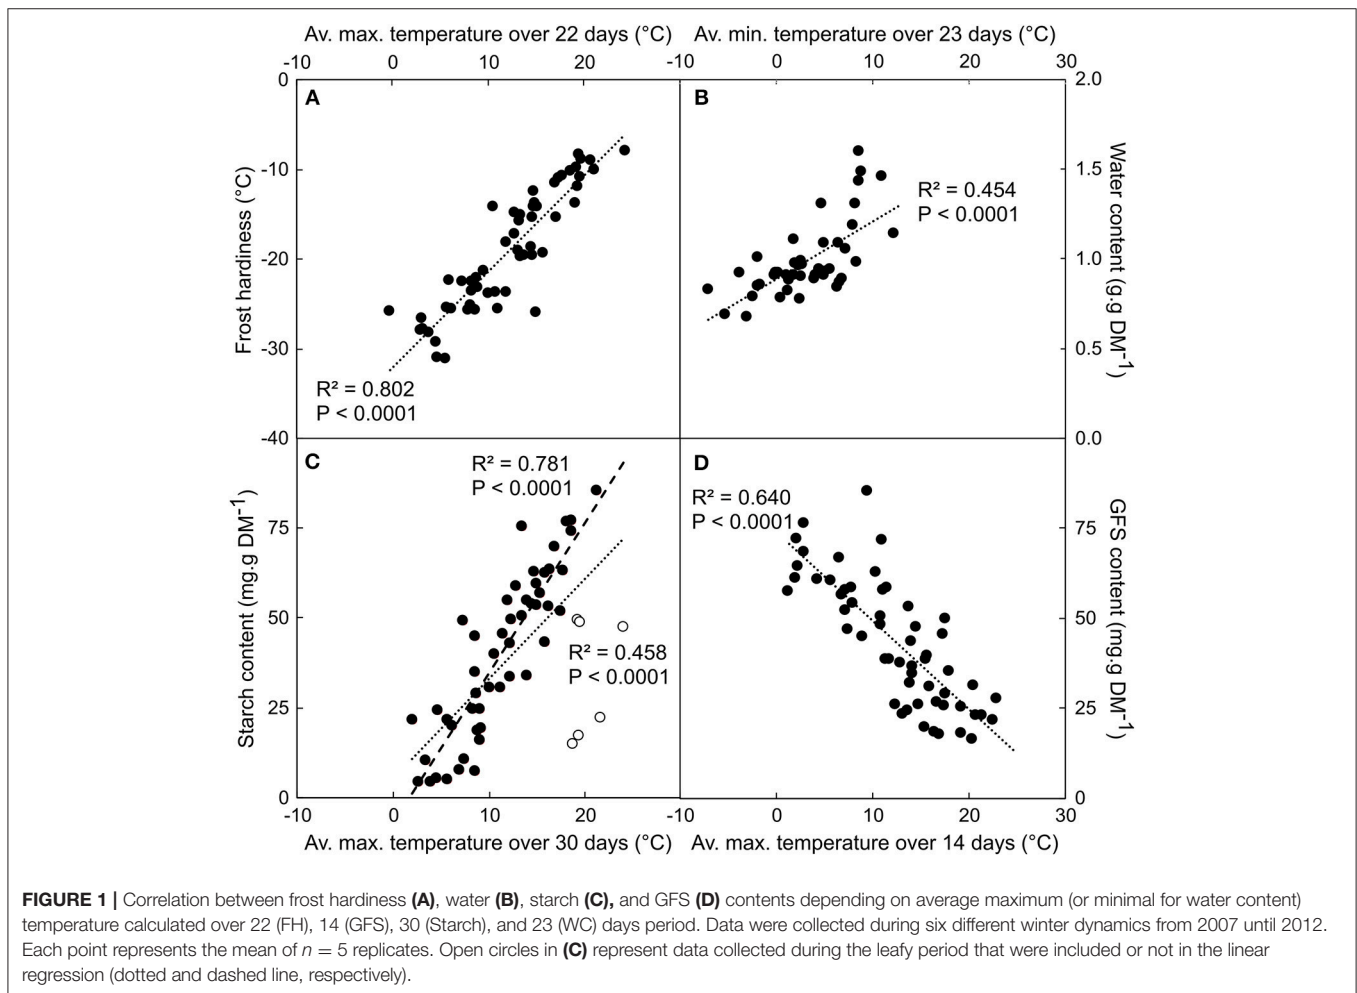 Av. max. temperature over 22 days (°C) Av. min. temperature over 23 days (°C)
-10 0 10 20 -10 0 10 20 30
0 2.0
A B
-10 1.5
R² = 0.454
P < 0.0001
Frost hardiness (°C)
Water content (g.g DM⁻¹)
-20 1.0
-30 0.5
R² = 0.802
P < 0.0001
-40 0.0
C D
R² = 0.781
P < 0.0001
R² = 0.640
P < 0.0001
75 75
Starch content (mg.g DM⁻¹)
GFS content (mg.g DM⁻¹)
50 50
R² = 0.458
P < 0.0001
25 25
0 0
-10 0 10 20 -10 0 10 20 30
Av. max. temperature over 30 days (°C) Av. max. temperature over 14 days (°C)
FIGURE 1 | Correlation between frost hardiness (A), water (B), starch (C), and GFS (D) contents depending on average maximum (or minimal for water content)
temperature calculated over 22 (FH), 14 (GFS), 30 (Starch), and 23 (WC) days period. Data were collected during six different winter dynamics from 2007 until 2012.
Each point represents the mean of n = 5 replicates. Open circles in (C) represent data collected during the leafy period that were included or not in the linear
regression (dotted and dashed line, respectively).